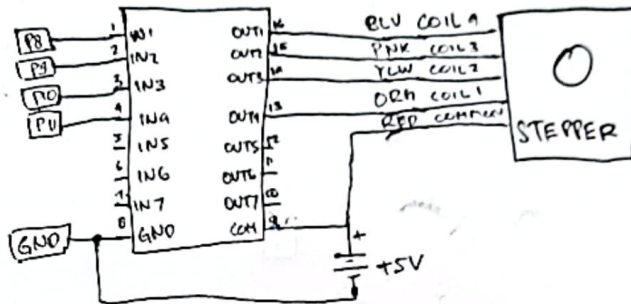 P8
P9
P10
P11
GND
1 IN1
2 IN2
3 IN3
4 IN4
5 IN5
6 IN6
7 IN7
8 GND
OUT1 16
OUT2 15
OUT3 14
OUT4 13
OUT5 12
OUT6 11
OUT7 10
COM 9
BLU COIL 4
PNK COIL 3
YLW COIL 2
ORN COIL 1
RED COMMON
STEPPER
+
+5V